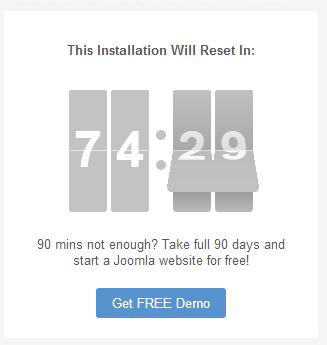 This Installation Will Reset In:
74:29
90 mins not enough? Take full 90 days and
start a Joomla website for free!
Get FREE Demo